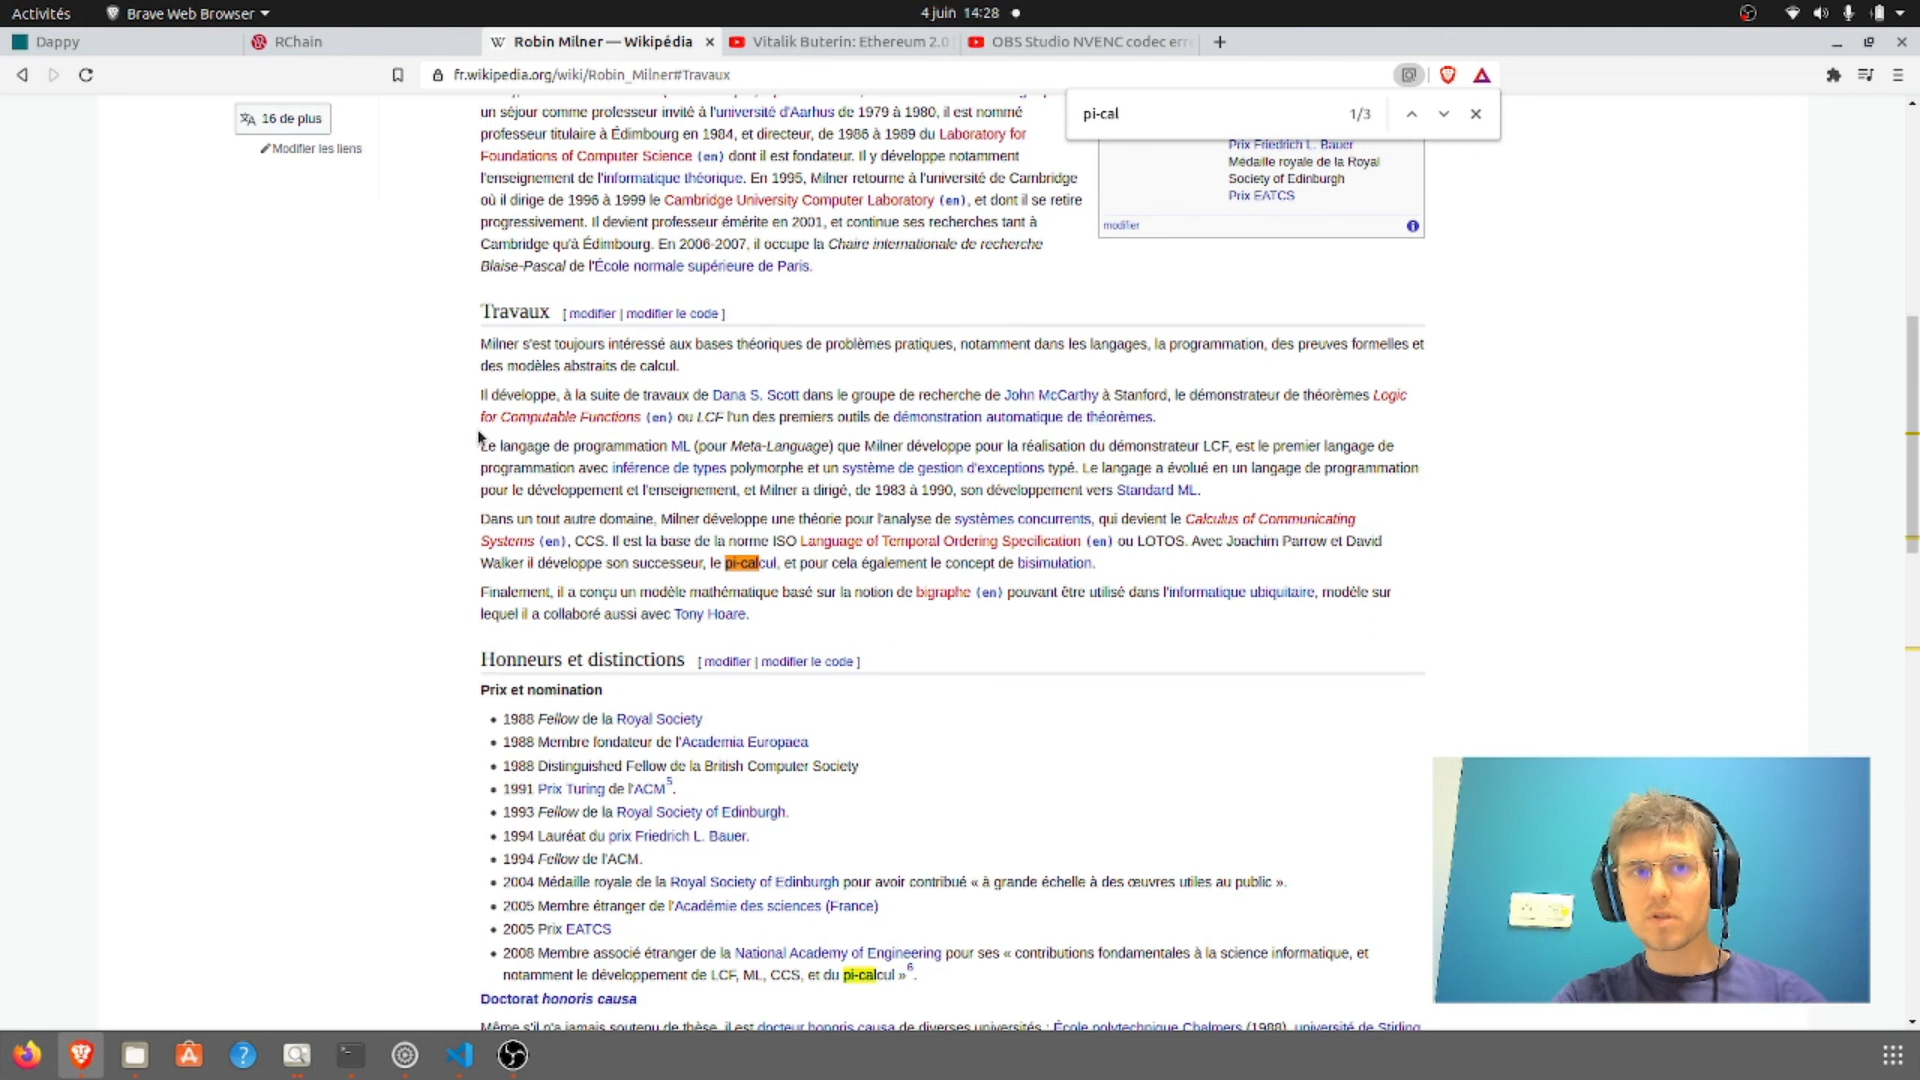 Activités
Brave Web Browser
4 juin 14:28
Dappy
RChain
Robin Milner — Wikipédia
Vitalik Buterin: Ethereum 2.0
OBS Studio NVENC codec erro
fr.wikipedia.org/wiki/Robin_Milner#Travaux
pi-cal
1/3
16 de plus
Modifier les liens
un séjour comme professeur invité à l'université d'Aarhus de 1979 à 1980, il est nommé
professeur titulaire à Édimbourg en 1984, et directeur, de 1986 à 1989 du Laboratory for
Foundations of Computer Science (en) dont il est fondateur. Il y développe notamment
l'enseignement de l'informatique théorique. En 1995, Milner retourne à l'université de Cambridge
où il dirige de 1996 à 1999 le Cambridge University Computer Laboratory (en), et dont il se retire
progressivement. Il devient professeur émérite en 2001, et continue ses recherches tant à
Cambridge qu'à Édimbourg. En 2006-2007, il occupe la Chaire internationale de recherche
Blaise-Pascal de l'École normale supérieure de Paris.
Prix Friedrich L. Bauer
Médaille royale de la Royal
Society of Edinburgh
Prix EATCS
modifier
Travaux [ modifier | modifier le code ]
Milner s'est toujours intéressé aux bases théoriques de problèmes pratiques, notamment dans les langages, la programmation, des preuves formelles et
des modèles abstraits de calcul.
Il développe, à la suite de travaux de Dana S. Scott dans le groupe de recherche de John McCarthy à Stanford, le démonstrateur de théorèmes Logic
for Computable Functions (en) ou LCF l'un des premiers outils de démonstration automatique de théorèmes.
Le langage de programmation ML (pour Meta-Language) que Milner développe pour la réalisation du démonstrateur LCF, est le premier langage de
programmation avec inférence de types polymorphe et un système de gestion d'exceptions typé. Le langage a évolué en un langage de programmation
pour le développement et l'enseignement, et Milner a dirigé, de 1983 à 1990, son développement vers Standard ML.
Dans un tout autre domaine, Milner développe une théorie pour l'analyse de systèmes concurrents, qui devient le Calculus of Communicating
Systems (en), CCS. Il est la base de la norme ISO Language of Temporal Ordering Specification (en) ou LOTOS. Avec Joachim Parrow et David
Walker il développe son successeur, le pi-calcul, et pour cela également le concept de bisimulation.
Finalement, il a conçu un modèle mathématique basé sur la notion de bigraphe (en) pouvant être utilisé dans l'informatique ubiquitaire, modèle sur
lequel il a collaboré aussi avec Tony Hoare.
Honneurs et distinctions [ modifier | modifier le code ]
Prix et nomination
• 1988 Fellow de la Royal Society
• 1988 Membre fondateur de l'Academia Europaea
• 1988 Distinguished Fellow de la British Computer Society
• 1991 Prix Turing de l'ACM5.
• 1993 Fellow de la Royal Society of Edinburgh.
• 1994 Lauréat du prix Friedrich L. Bauer.
• 1994 Fellow de l'ACM.
• 2004 Médaille royale de la Royal Society of Edinburgh pour avoir contribué « à grande échelle à des œuvres utiles au public ».
• 2005 Membre étranger de l'Académie des sciences (France)
• 2005 Prix EATCS
• 2008 Membre associé étranger de la National Academy of Engineering pour ses « contributions fondamentales à la science informatique, et
notamment le développement de LCF, ML, CCS, et du pi-calcul »6.
Doctorat honoris causa
Même s'il n'a jamais soutenu de thèse, il est docteur honoris causa de diverses universités : École polytechnique Chalmers (1988), université de Stirling